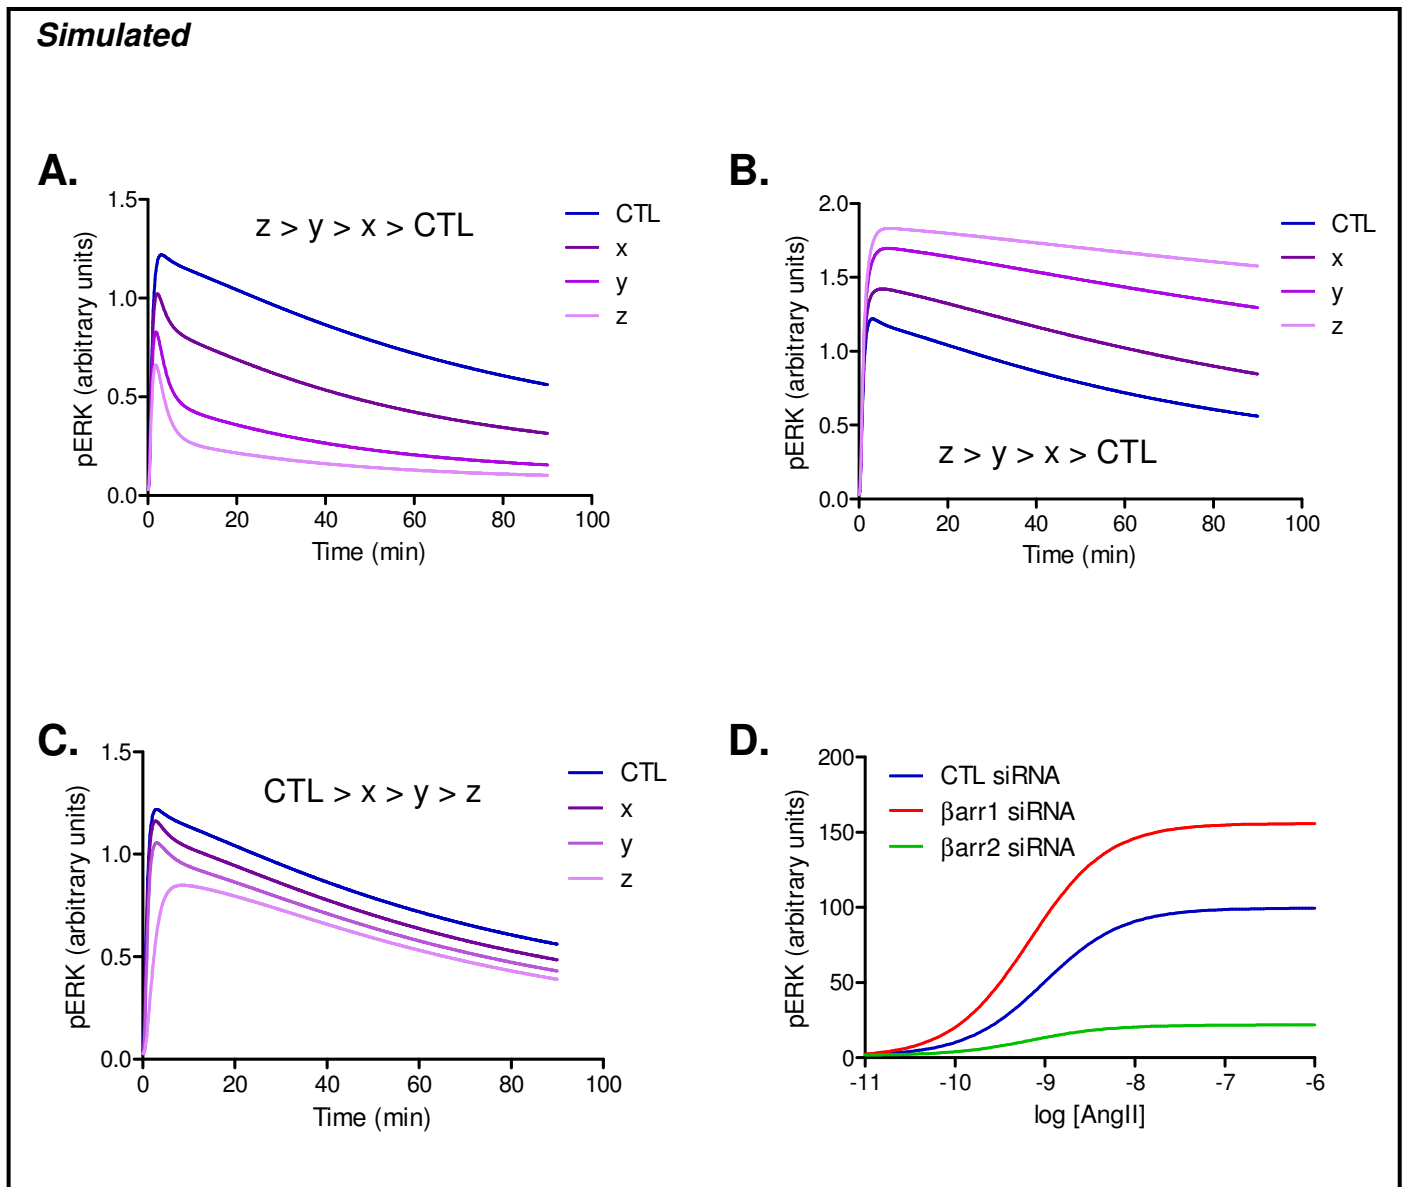 Simulated
A.
z > y > x > CTL
CTL
x
y
z
pERK (arbitrary units)
1.5
1.0
0.5
0.0
0 20 40 60 80 100
Time (min)
B.
CTL
x
y
z
z > y > x > CTL
pERK (arbitrary units)
2.0
1.5
1.0
0.5
0.0
0 20 40 60 80 100
Time (min)
C.
CTL > x > y > z
CTL
x
y
z
pERK (arbitrary units)
1.5
1.0
0.5
0.0
0 20 40 60 80 100
Time (min)
D.
CTL siRNA
βarr1 siRNA
βarr2 siRNA
pERK (arbitrary units)
200
150
100
50
0
-11 -10 -9 -8 -7 -6
log [AngII]